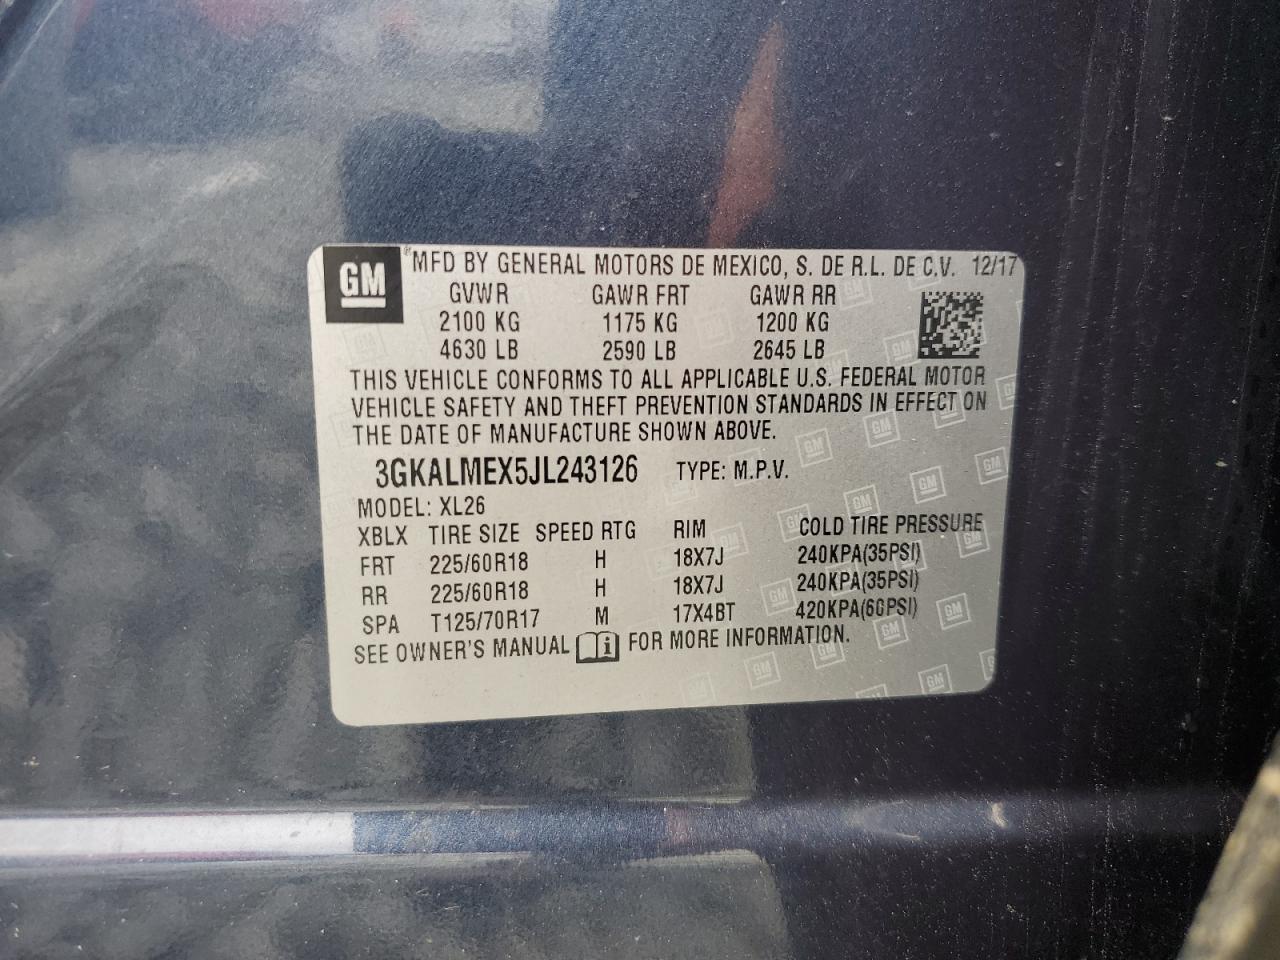 GM ® MFD BY GENERAL MOTORS DE MEXICO, S. DE R.L. DE C.V. 12/17
GVWR GAWR FRT GAWR RR
2100 KG 1175 KG 1200 KG
4630 LB 2590 LB 2645 LB
THIS VEHICLE CONFORMS TO ALL APPLICABLE U.S. FEDERAL MOTOR
VEHICLE SAFETY AND THEFT PREVENTION STANDARDS IN EFFECT ON
THE DATE OF MANUFACTURE SHOWN ABOVE.
3GKALMEX5JL243126 TYPE: M.P.V.
MODEL: XL26
XBLX TIRE SIZE SPEED RTG RIM COLD TIRE PRESSURE
FRT 225/60R18 H 18X7J 240KPA(35PSI)
RR 225/60R18 H 18X7J 240KPA(35PSI)
SPA T125/70R17 M 17X4BT 420KPA(60PSI)
SEE OWNER'S MANUAL i FOR MORE INFORMATION.